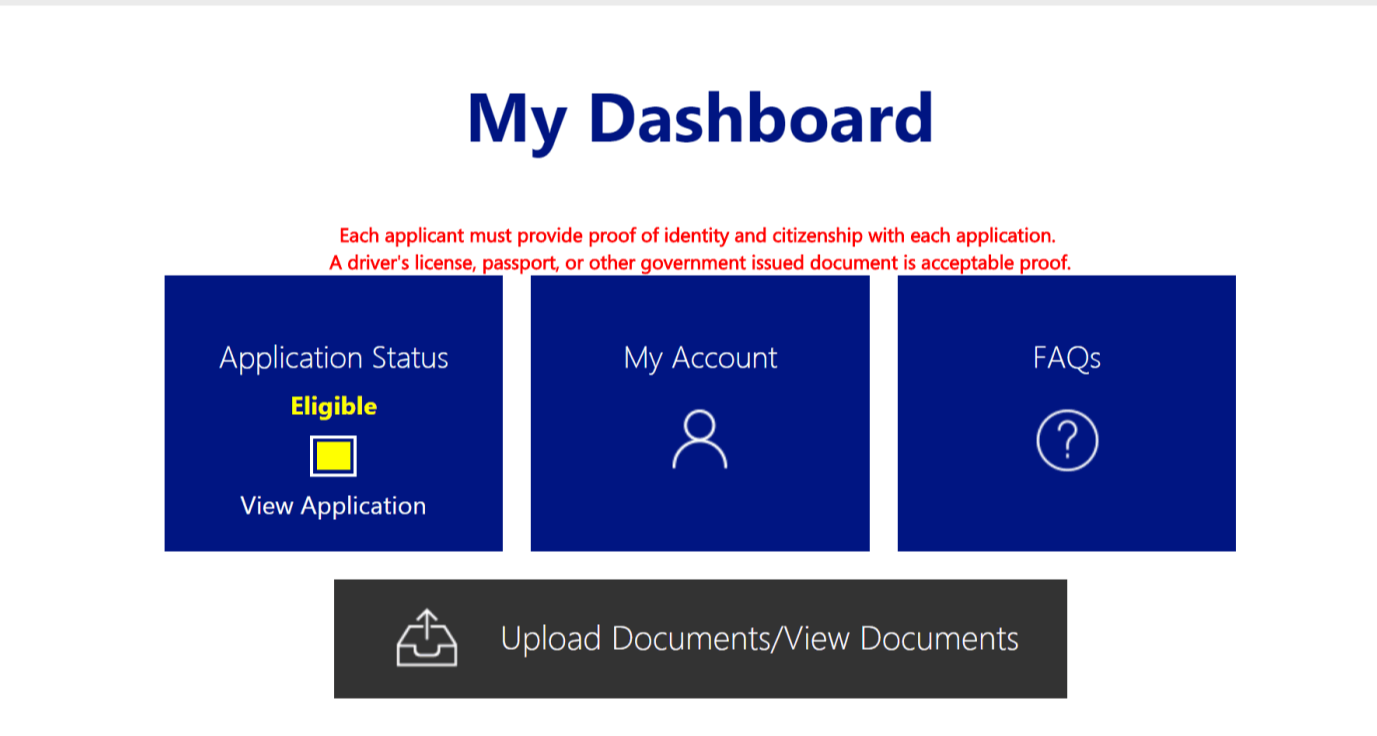 My Dashboard
Each applicant must provide proof of identity and citizenship with each application.
A driver's license, passport, or other government issued document is acceptable proof.
Application Status
Eligible
View Application
My Account
FAQs
Upload Documents/View Documents